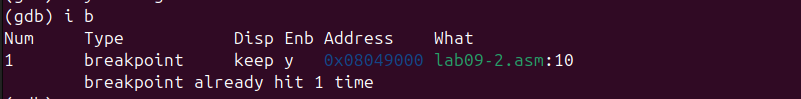 (gdb) i b
Num     Type           Disp Enb Address    What
1       breakpoint     keep y   0x08049000 lab09-2.asm:10
        breakpoint already hit 1 time